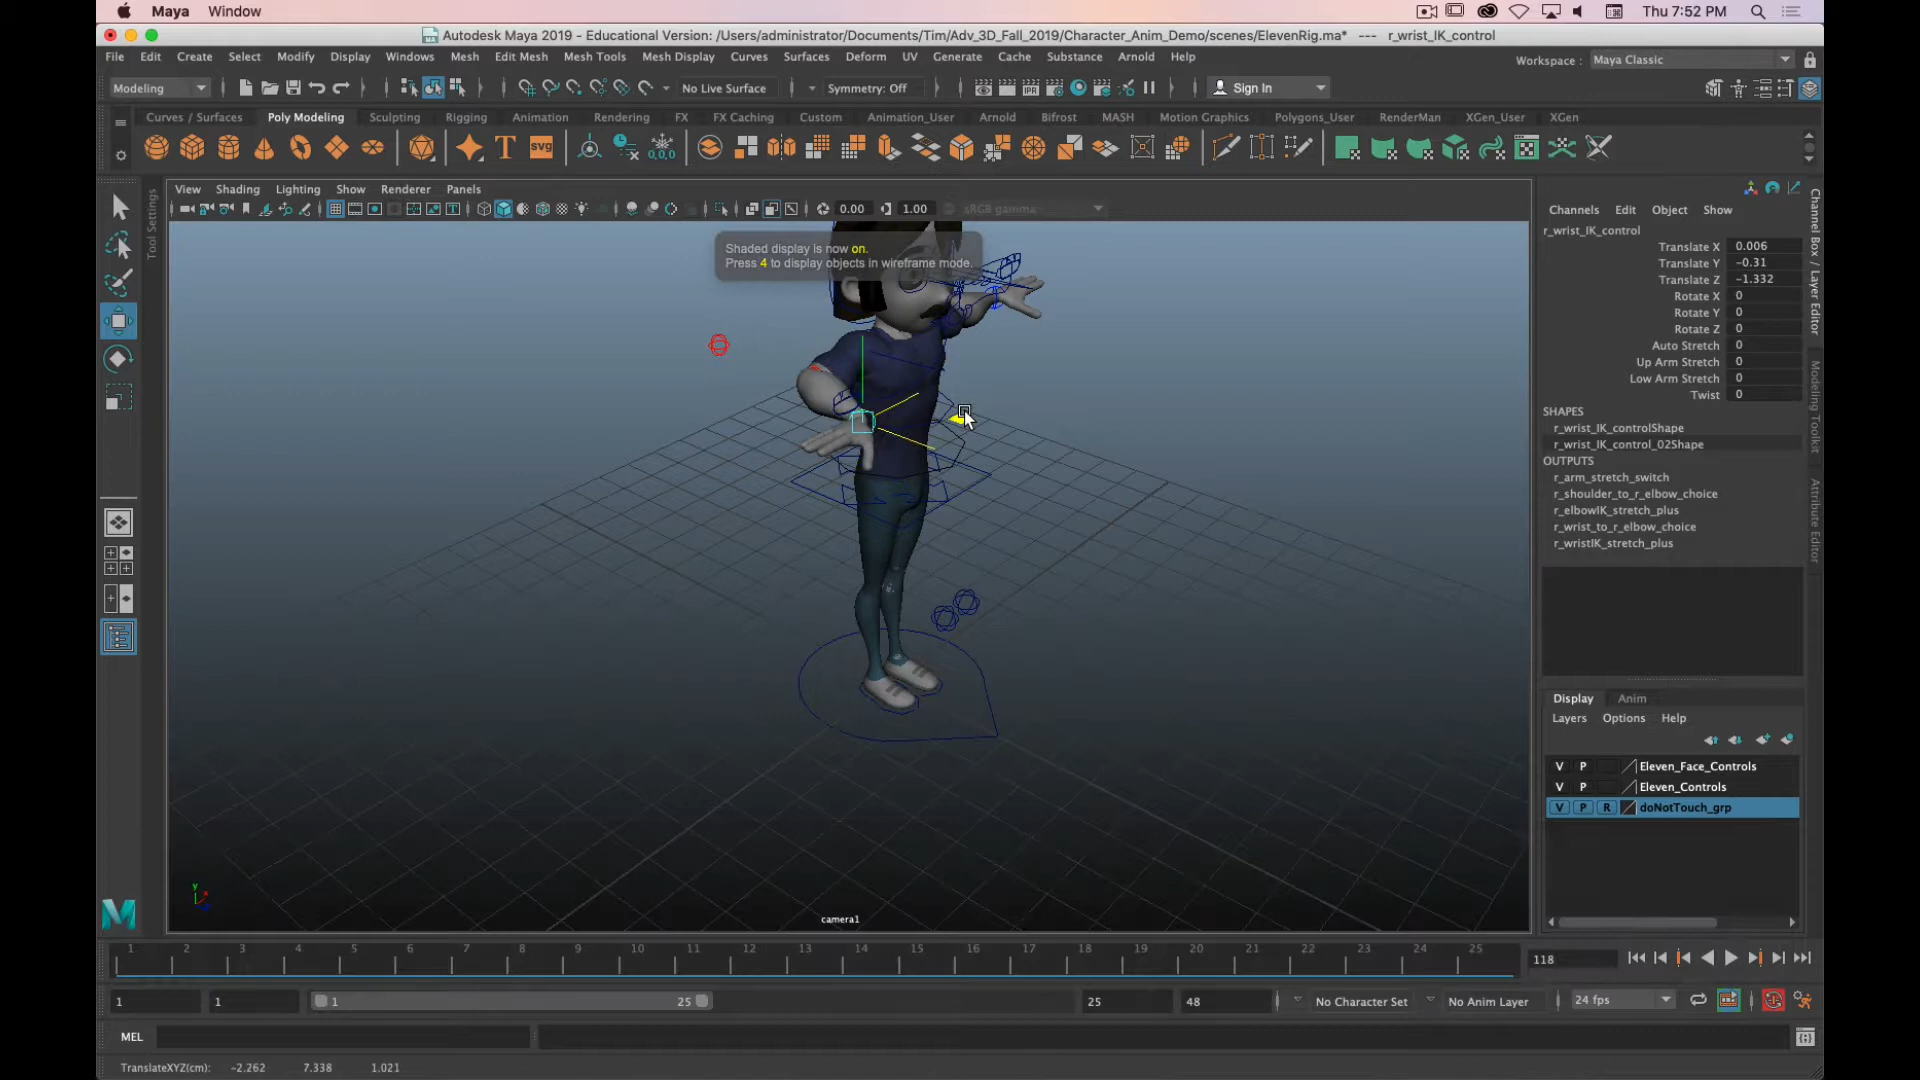 Maya Window Thu 7:52 PM
Autodesk Maya 2019 - Educational Version: /Users/administrator/Documents/Tim/Adv_3D_Fall_2019/Character_Anim_Demo/scenes/ElevenRig.ma* --- r_wrist_IK_control
File Edit Create Select Modify Display Windows Mesh Edit Mesh Mesh Tools Mesh Display Curves Surfaces Deform UV Generate Cache Substance Arnold Help Workspace : Maya Classic
Modeling No Live Surface Symmetry: Off Sign In
Curves / Surfaces Poly Modeling Sculpting Rigging Animation Rendering FX FX Caching Custom Animation_User Arnold Bifrost MASH Motion Graphics Polygons_User RenderMan XGen_User XGen
T SVG 0,0,0
Tool Settings
View Shading Lighting Show Renderer Panels
0.00 1.00 sRGB gamma
Shaded display is now on.
Press 4 to display objects in wireframe mode.
camera1
Channels Edit Object Show
r_wrist_IK_control
Translate X 0.006
Translate Y -0.31
Translate Z -1.332
Rotate X 0
Rotate Y 0
Rotate Z 0
Auto Stretch 0
Up Arm Stretch 0
Low Arm Stretch 0
Twist 0
SHAPES
r_wrist_IK_controlShape
r_wrist_IK_control_02Shape
OUTPUTS
r_arm_stretch_switch
r_shoulder_to_r_elbow_choice
r_elbowIK_stretch_plus
r_wrist_to_r_elbow_choice
r_wristIK_stretch_plus
Channel Box / Layer Editor
Modeling Toolkit
Attribute Editor
Display Anim
Layers Options Help
V P Eleven_Face_Controls
V P Eleven_Controls
V P R doNotTouch_grp
1 2 3 4 5 6 7 8 9 10 11 12 13 14 15 16 17 18 19 20 21 22 23 24 25
118
1 1 1 25 25 48 No Character Set No Anim Layer 24 fps
MEL
TranslateXYZ(cm): -2.262 7.338 1.021